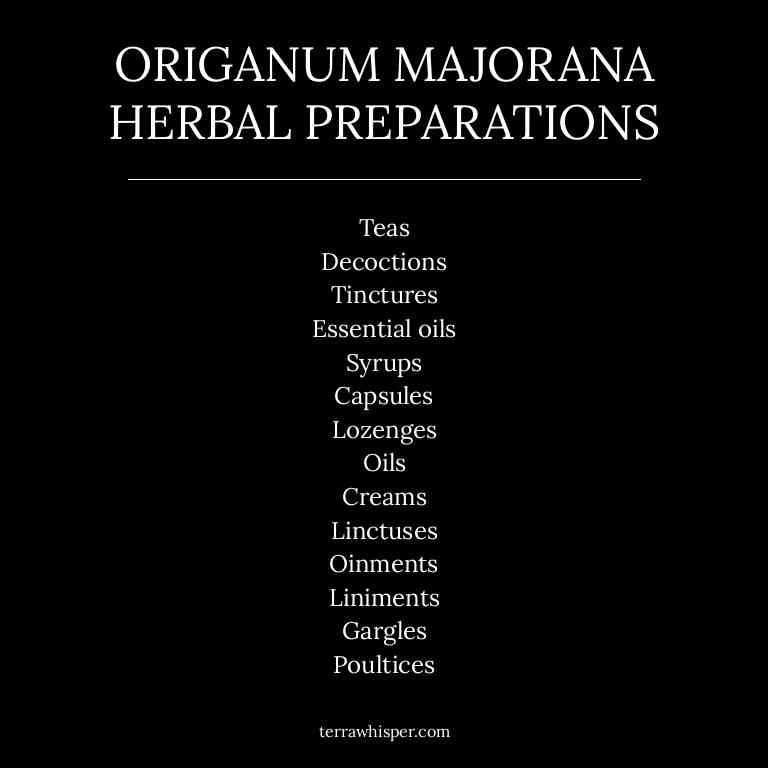 ORIGANUM MAJORANA
HERBAL PREPARATIONS
Teas
Decoctions
Tinctures
Essential oils
Syrups
Capsules
Lozenges
Oils
Creams
Linctuses
Oinments
Liniments
Gargles
Poultices
terrawhisper.com